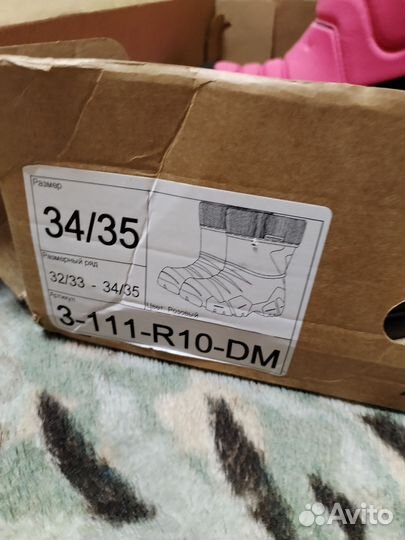 Размер
34/35
Размерный ряд
32/33 - 34/35
Цвет: Розовый
Артикул
3-111-R10-DM
Avito